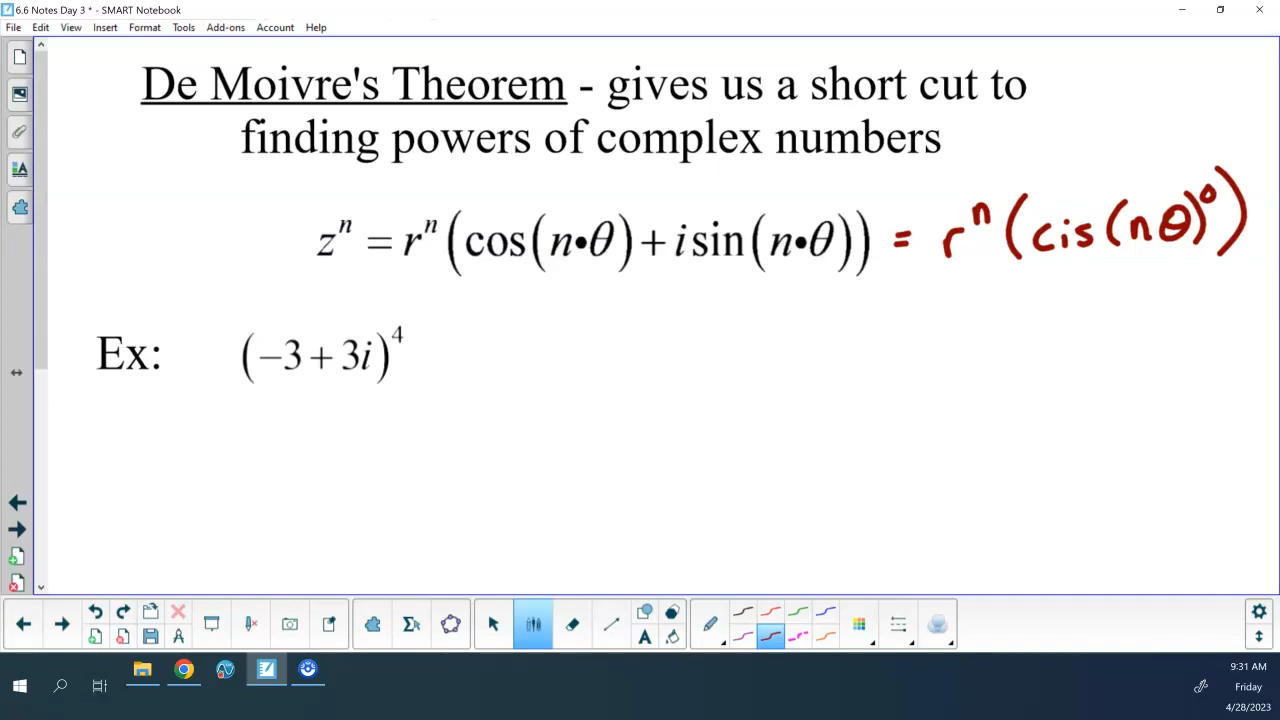 6.6 Notes Day 3 * - SMART Notebook
File Edit View Insert Format Tools Add-ons Account Help
De Moivre's Theorem - gives us a short cut to
finding powers of complex numbers
zⁿ = rⁿ(cos(n•θ)+i sin(n•θ)) = rⁿ(cis(nθ)°)
Ex: (−3+3i)⁴
9:31 AM
Friday
4/28/2023